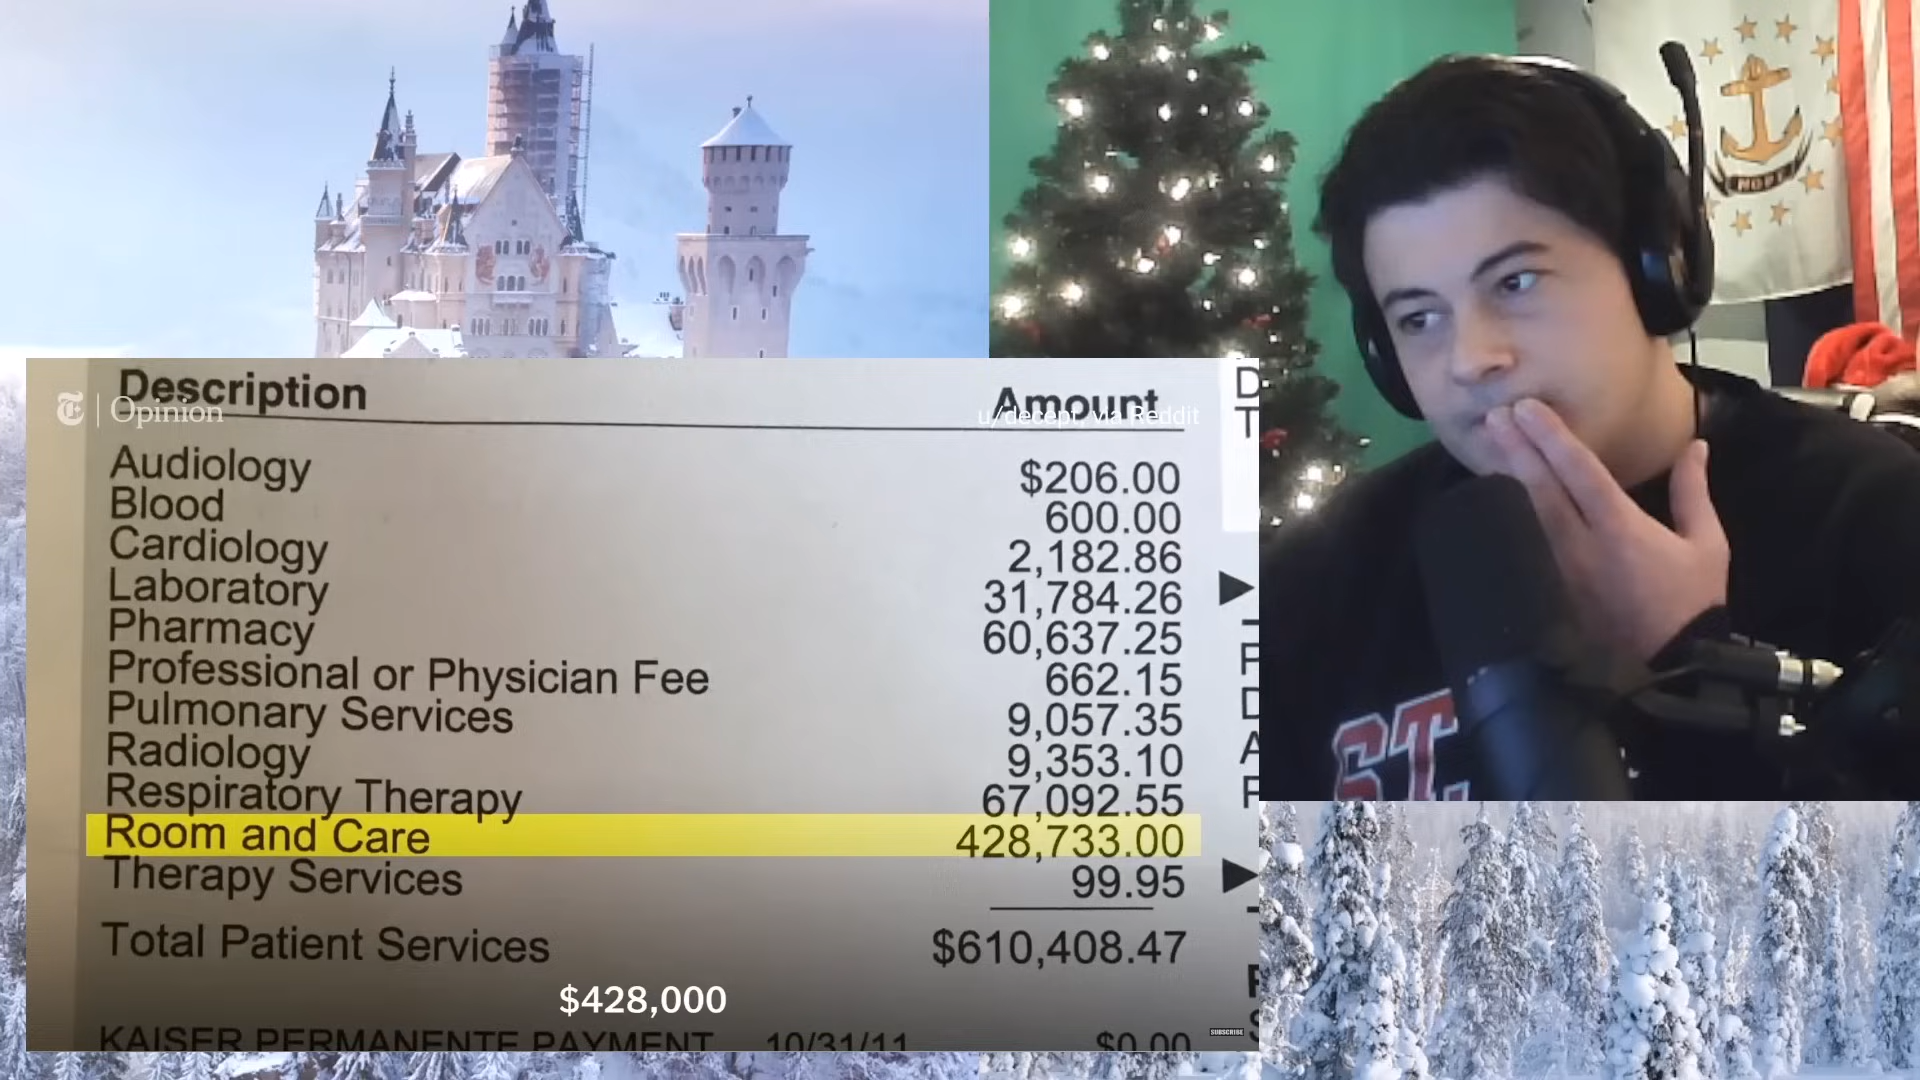 Description Amount
T | Opinion
u/decept, via Reddit
Audiology $206.00
Blood 600.00
Cardiology 2,182.86
Laboratory 31,784.26
Pharmacy 60,637.25
Professional or Physician Fee 662.15
Pulmonary Services 9,057.35
Radiology 9,353.10
Respiratory Therapy 67,092.55
Room and Care 428,733.00
Therapy Services 99.95
Total Patient Services $610,408.47
$428,000
KAISER PERMANENTE PAYMENT 10/31/11 $0.00
SUBSCRIBE
HOPE
ST.